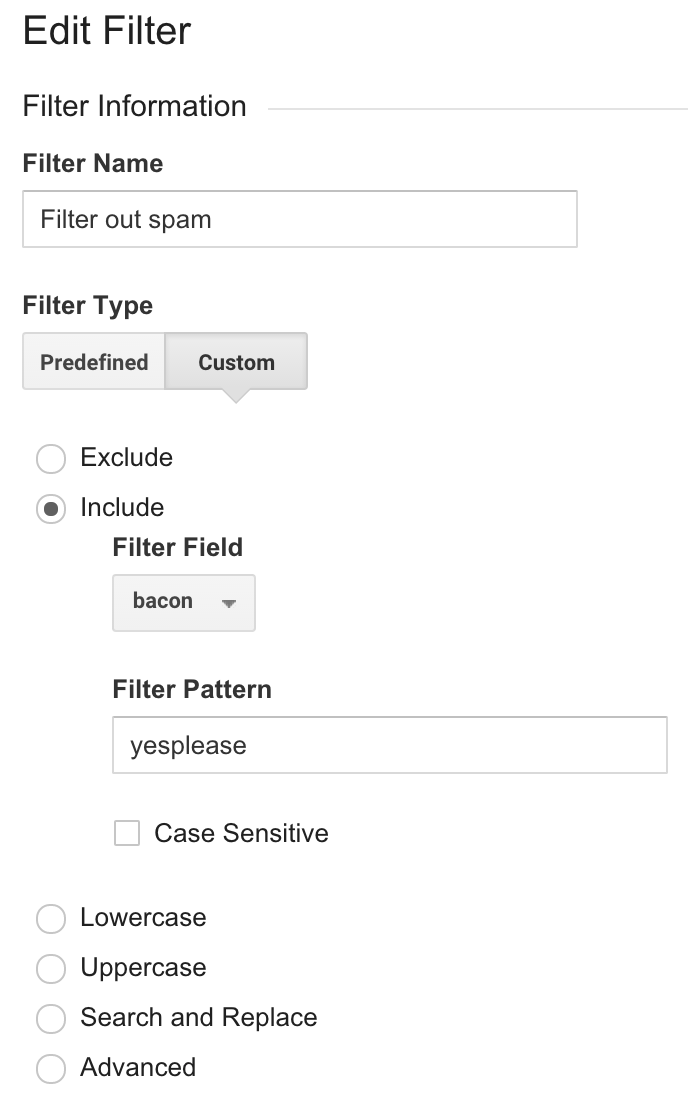 Edit Filter
Filter Information
Filter Name
Filter out spam
Filter Type
Predefined Custom
Exclude
Include
Filter Field
bacon
Filter Pattern
yesplease
Case Sensitive
Lowercase
Uppercase
Search and Replace
Advanced